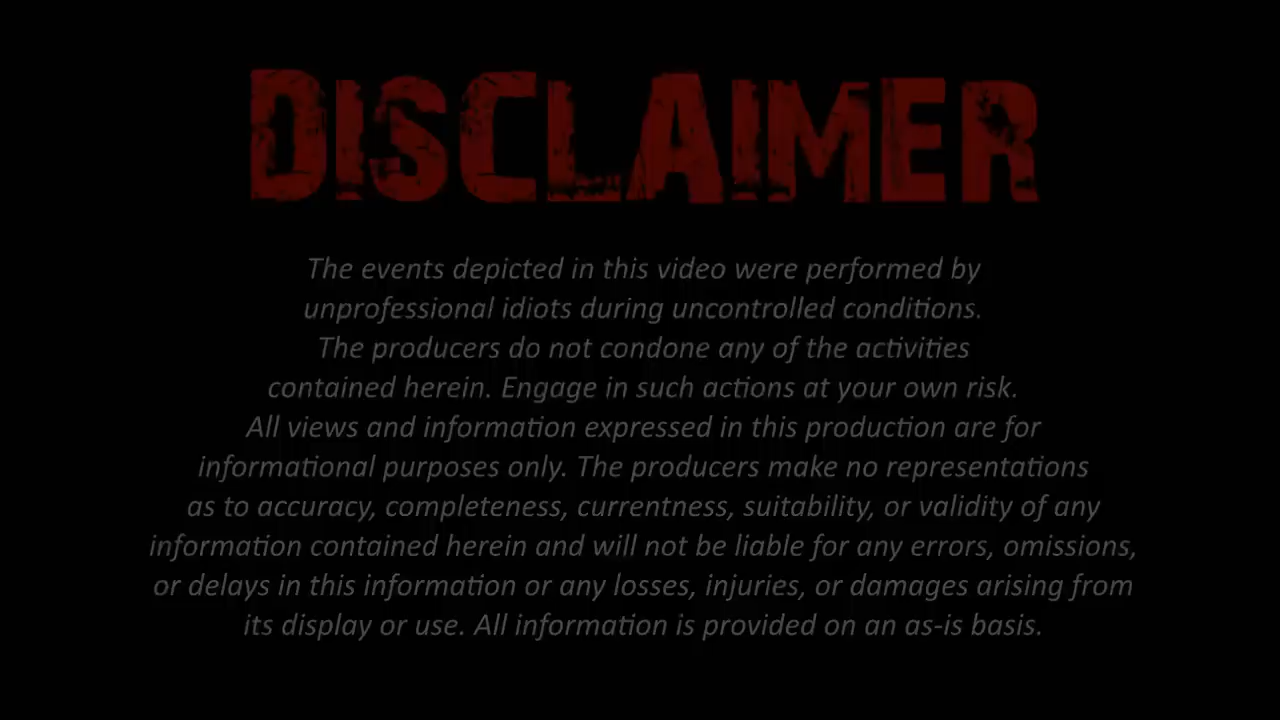 DISCLAIMER
The events depicted in this video were performed by
unprofessional idiots during uncontrolled conditions.
The producers do not condone any of the activities
contained herein. Engage in such actions at your own risk.
All views and information expressed in this production are for
informational purposes only. The producers make no representations
as to accuracy, completeness, currentness, suitability, or validity of any
information contained herein and will not be liable for any errors, omissions,
or delays in this information or any losses, injuries, or damages arising from
its display or use. All information is provided on an as-is basis.